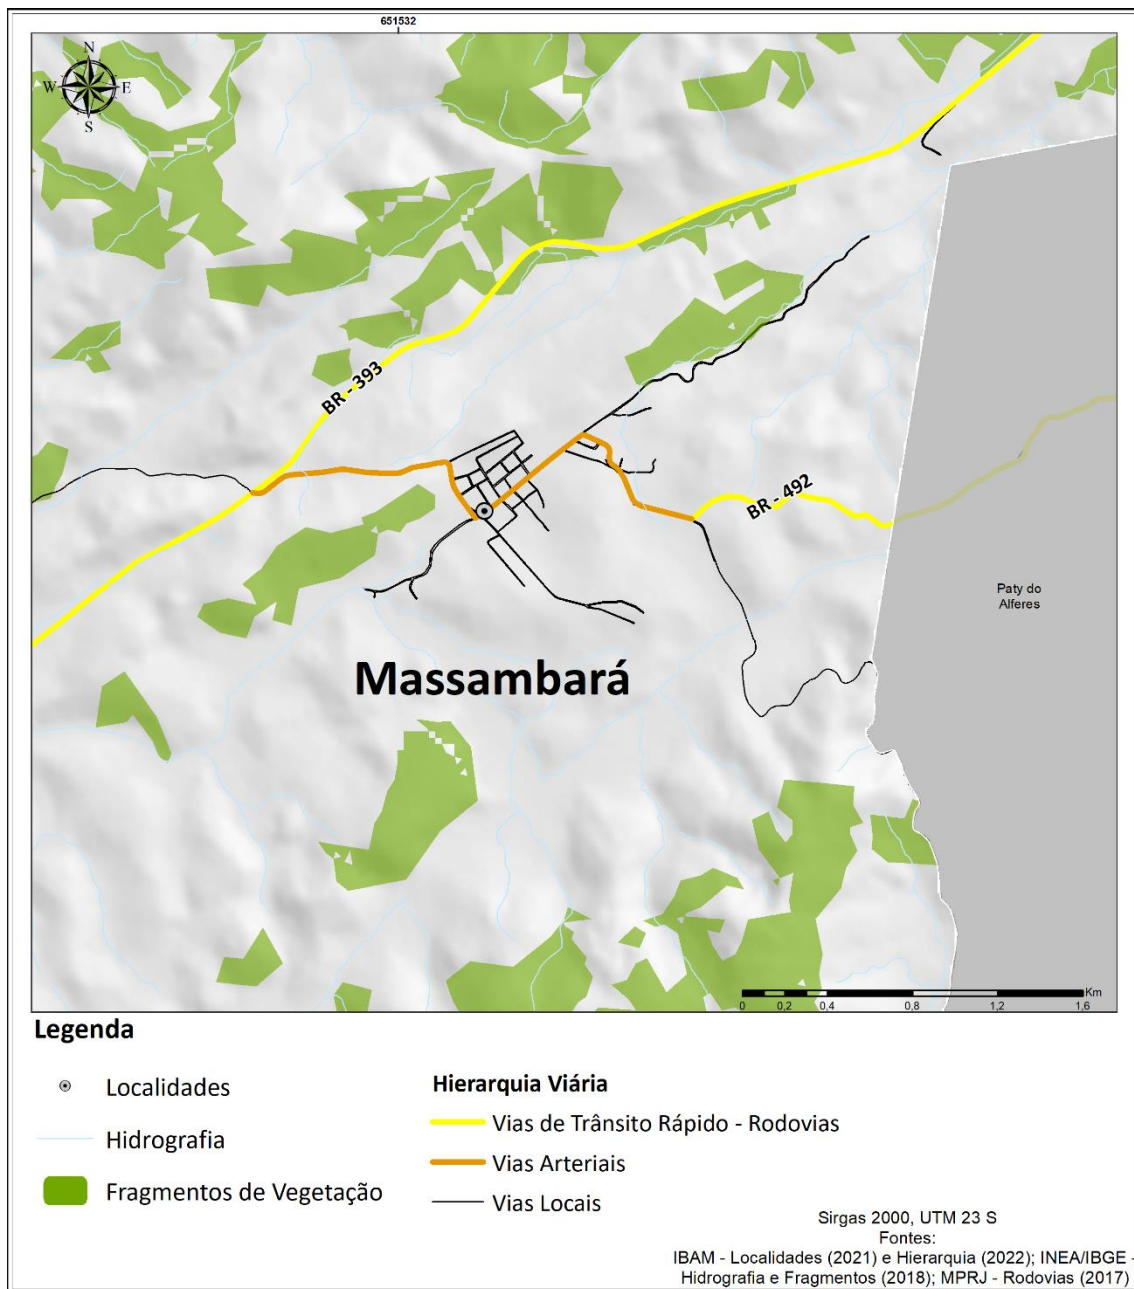 651532
N
W E
S
BR - 393
BR - 492
Paty do
Alferes
Massambará
Km
0 0,2 0,4 0,8 1,2 1,6
Legenda
Localidades
Hidrografia
Fragmentos de Vegetação
Hierarquia Viária
Vias de Trânsito Rápido - Rodovias
Vias Arteriais
Vias Locais
Sirgas 2000, UTM 23 S
Fontes:
IBAM - Localidades (2021) e Hierarquia (2022); INEA/IBGE -
Hidrografia e Fragmentos (2018); MPRJ - Rodovias (2017)